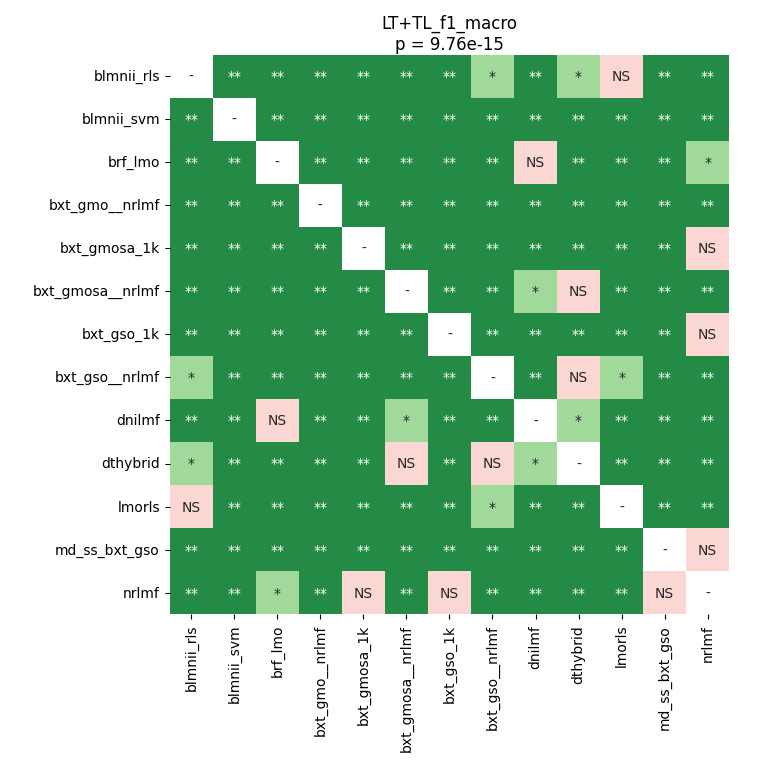 LT+TL_f1_macro
p = 9.76e-15
blmnii_rls - ** ** ** ** ** ** * ** * NS ** **
blmnii_svm ** - ** ** ** ** ** ** ** ** ** ** **
brf_lmo ** ** - ** ** ** ** ** NS ** ** ** *
bxt_gmo__nrlmf ** ** ** - ** ** ** ** ** ** ** ** **
bxt_gmosa_1k ** ** ** ** - ** ** ** ** ** ** ** NS
bxt_gmosa__nrlmf ** ** ** ** ** - ** ** * NS ** ** **
bxt_gso_1k ** ** ** ** ** ** - ** ** ** ** ** NS
bxt_gso__nrlmf * ** ** ** ** ** ** - ** NS * ** **
dnilmf ** ** NS ** ** * ** ** - * ** ** **
dthybrid * ** ** ** ** NS ** NS * - ** ** **
lmorls NS ** ** ** ** ** ** * ** ** - ** **
md_ss_bxt_gso ** ** ** ** ** ** ** ** ** ** ** - NS
nrlmf ** ** * ** NS ** NS ** ** ** ** NS -
blmnii_rls
blmnii_svm
brf_lmo
bxt_gmo__nrlmf
bxt_gmosa_1k
bxt_gmosa__nrlmf
bxt_gso_1k
bxt_gso__nrlmf
dnilmf
dthybrid
lmorls
md_ss_bxt_gso
nrlmf